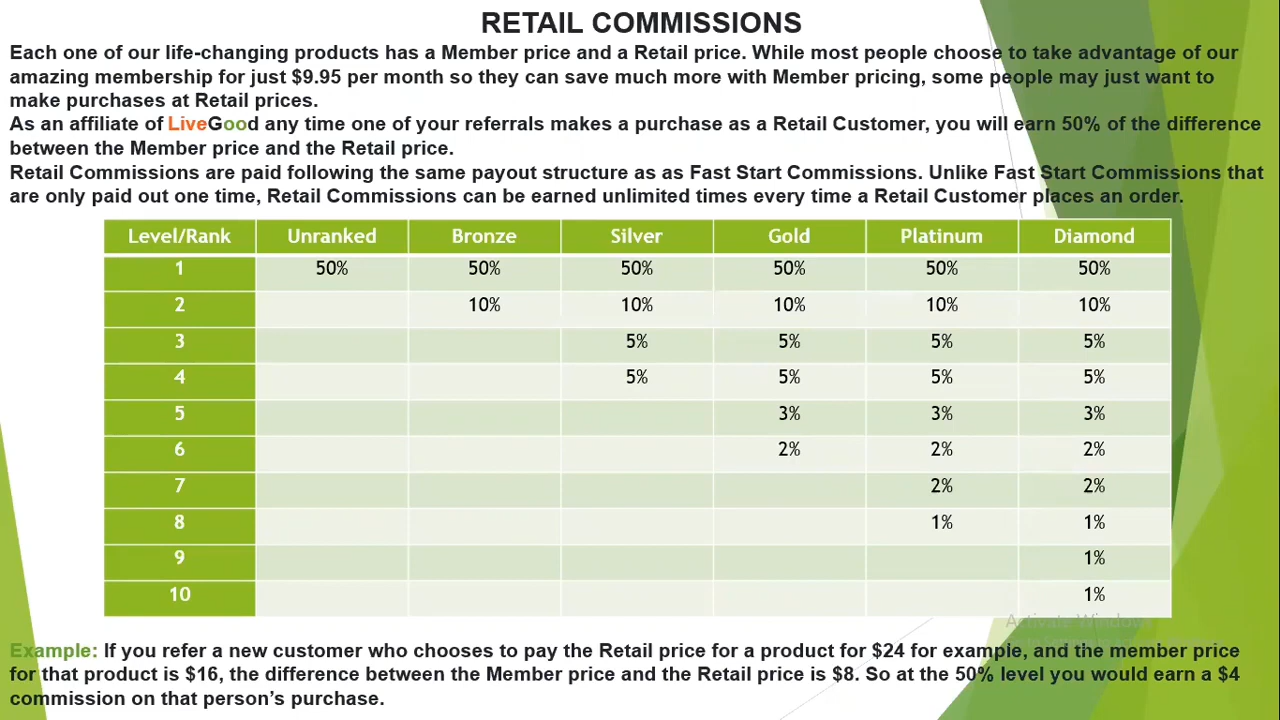 RETAIL COMMISSIONS
Each one of our life-changing products has a Member price and a Retail price. While most people choose to take advantage of our
amazing membership for just $9.95 per month so they can save much more with Member pricing, some people may just want to
make purchases at Retail prices.
As an affiliate of LiveGood any time one of your referrals makes a purchase as a Retail Customer, you will earn 50% of the difference
between the Member price and the Retail price.
Retail Commissions are paid following the same payout structure as as Fast Start Commissions. Unlike Fast Start Commissions that
are only paid out one time, Retail Commissions can be earned unlimited times every time a Retail Customer places an order.
Level/Rank Unranked Bronze Silver Gold Platinum Diamond
1 50% 50% 50% 50% 50% 50%
2 10% 10% 10% 10% 10%
3 5% 5% 5% 5%
4 5% 5% 5% 5%
5 3% 3% 3%
6 2% 2% 2%
7 2% 2%
8 1% 1%
9 1%
10 1%
Activate Window
Example: If you refer a new customer who chooses to pay the Retail price for a product for $24 for example, and the member price
for that product is $16, the difference between the Member price and the Retail price is $8. So at the 50% level you would earn a $4
commission on that person’s purchase.